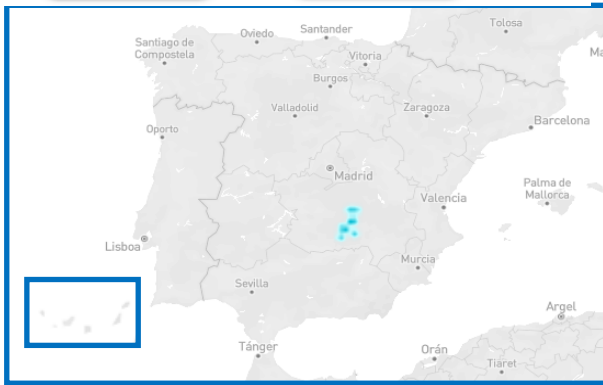 Tolosa
Oviedo
Santander
Santiago de
Compostela
Vitoria
Ma
Burgos
Valladolid
Zaragoza
Barcelona
Oporto
Madrid
Palma de
Mallorca
Valencia
Lisboa
Murcia
Sevilla
Argel
Tánger
Orán
Tiaret